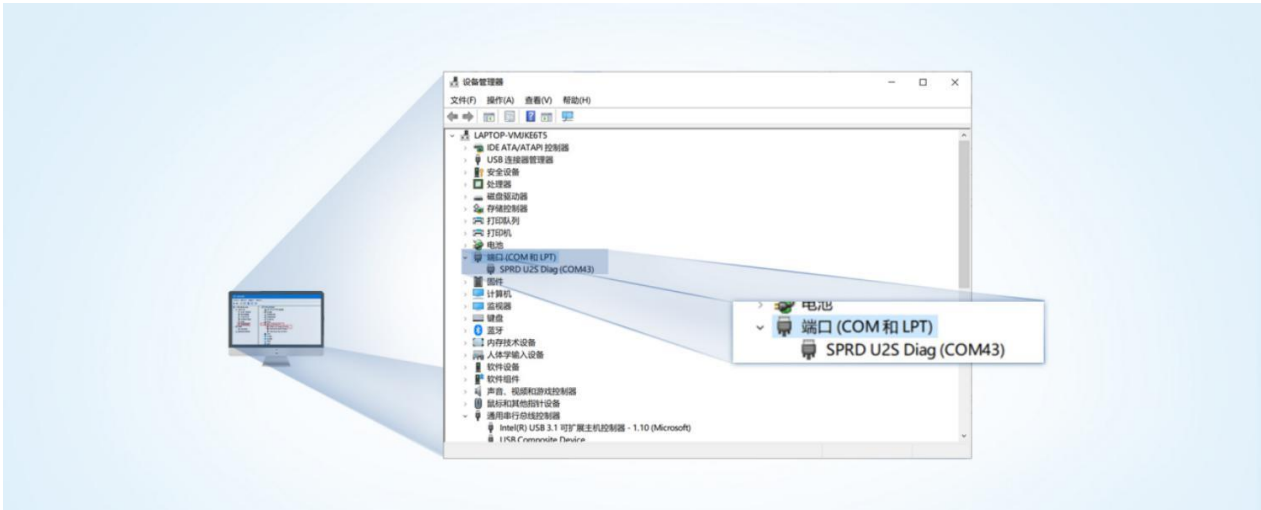 设备管理器
文件(F) 操作(A) 查看(V) 帮助(H)
LAPTOP-VMJKE6TS
IDE ATA/ATAPI 控制器
USB 连接器管理器
安全设备
处理器
磁盘驱动器
存储控制器
打印队列
打印机
电池
端口 (COM 和 LPT)
SPRD U2S Diag (COM43)
固件
计算机
监视器
键盘
蓝牙
内存技术设备
人体学输入设备
软件设备
软件组件
声音、视频和游戏控制器
鼠标和其他指针设备
通用串行总线控制器
Intel(R) USB 3.1 可扩展主机控制器 - 1.10 (Microsoft)
USB Composite Device
电池
端口 (COM 和 LPT)
SPRD U2S Diag (COM43)